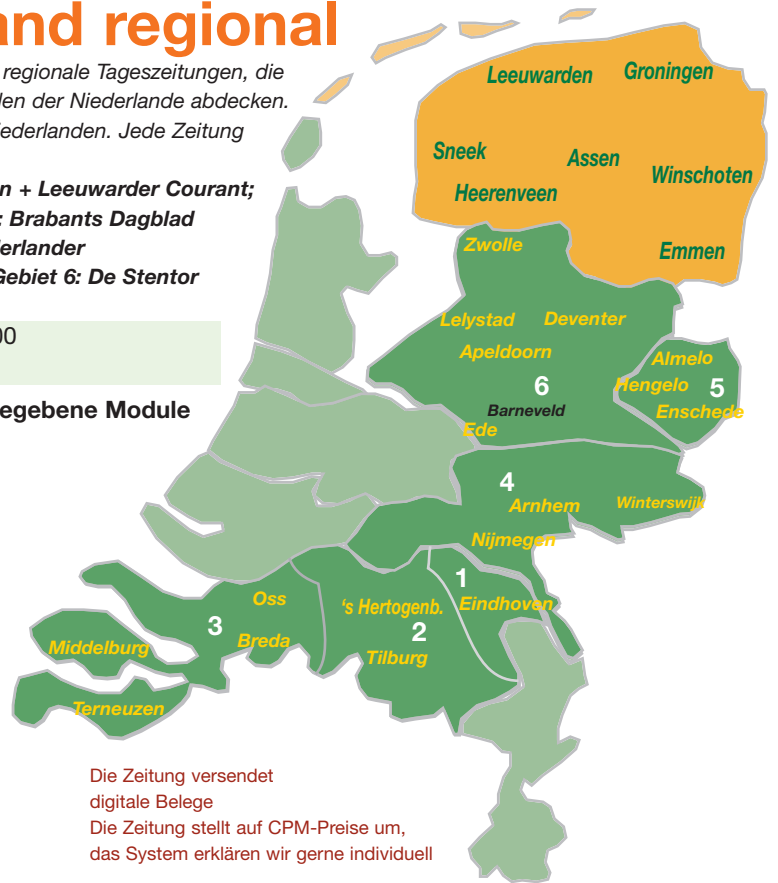 and regional
regionale Tageszeitungen, die
den der Niederlande abdecken.
iederlanden. Jede Zeitung
n + Leeuwarder Courant;
: Brabants Dagblad
derlander
Gebiet 6: De Stentor
00
egebene Module
Leeuwarden
Groningen
Sneek
Assen
Winschoten
Heerenveen
Emmen
Zwolle
Lelystad
Deventer
Apeldoorn
Almelo
6
Hengelo
5
Barneveld
Enschede
Ede
4
Arnhem
Winterswijk
Nijmegen
1
Oss
's Hertogenb.
Eindhoven
3
2
Breda
Middelburg
Tilburg
Terneuzen
Die Zeitung versendet
digitale Belege
Die Zeitung stellt auf CPM-Preise um,
das System erklären wir gerne individuell